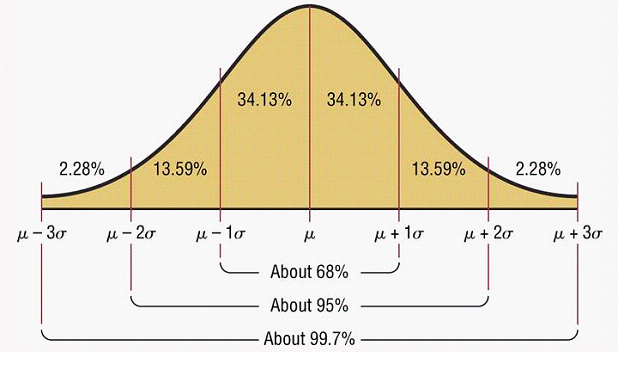 34.13% 34.13%
2.28% 13.59% 13.59% 2.28%
μ − 3σ μ − 2σ μ − 1σ μ μ + 1σ μ + 2σ μ + 3σ
About 68%
About 95%
About 99.7%